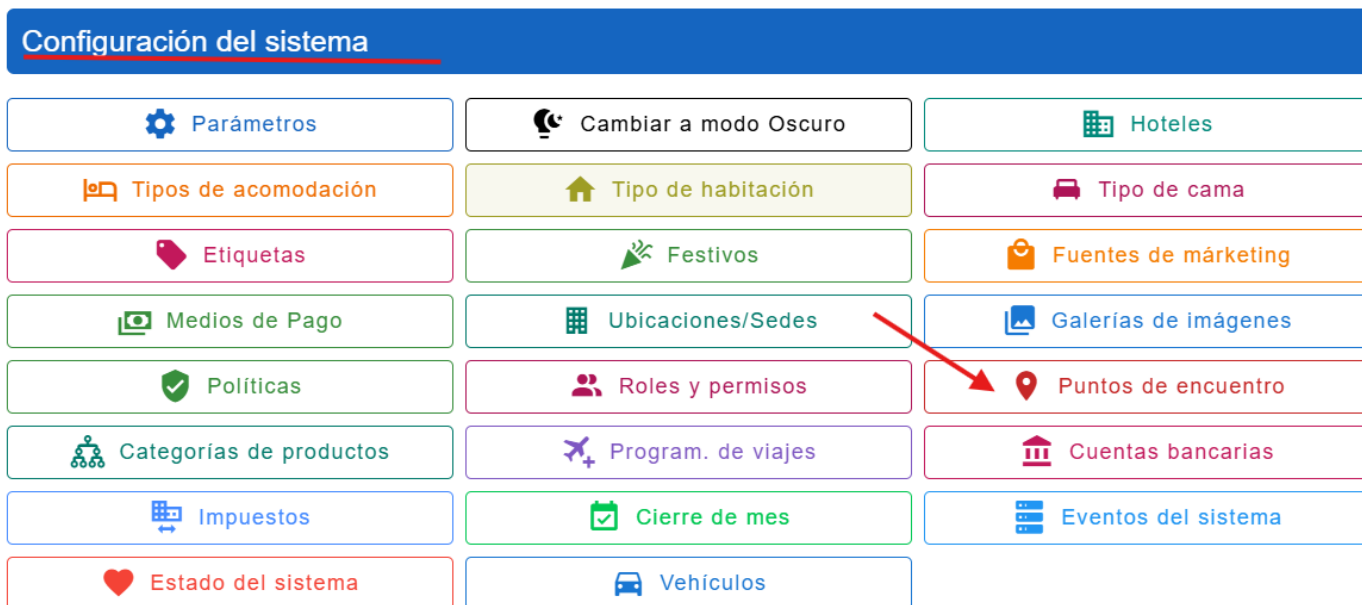 Configuración del sistema
Parámetros
Cambiar a modo Oscuro
Hoteles
Tipos de acomodación
Tipo de habitación
Tipo de cama
Etiquetas
Festivos
Fuentes de márketing
Medios de Pago
Ubicaciones/Sedes
Galerías de imágenes
Políticas
Roles y permisos
Puntos de encuentro
Categorías de productos
Program. de viajes
Cuentas bancarias
Impuestos
Cierre de mes
Eventos del sistema
Estado del sistema
Vehículos